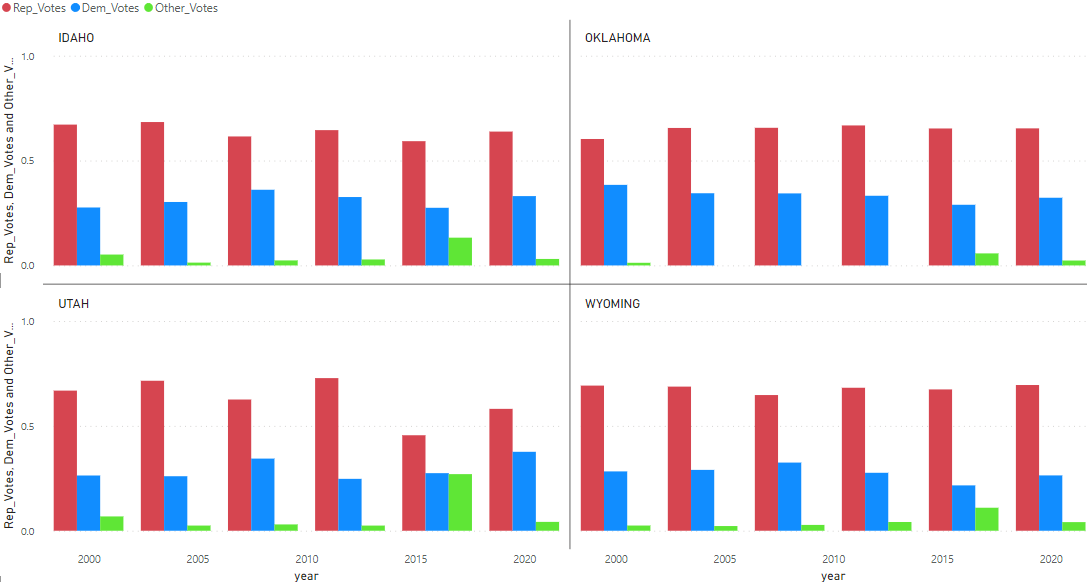 Rep_Votes Dem_Votes Other_Votes
IDAHO
OKLAHOMA
Rep_Votes, Dem_Votes and Other_V...
1.0
0.5
0.0
UTAH
WYOMING
Rep_Votes, Dem_Votes and Other_V...
1.0
0.5
0.0
2000 2005 2010 2015 2020
2000 2005 2010 2015 2020
year
year